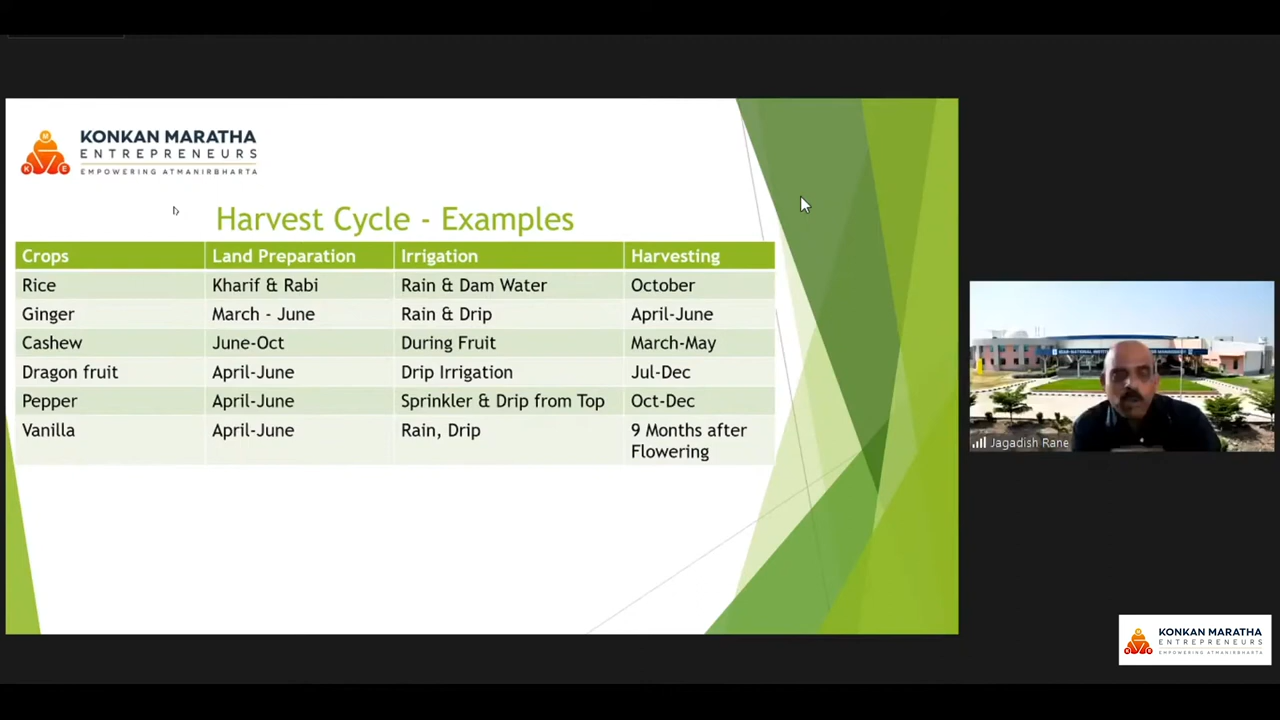 KONKAN MARATHA
ENTREPRENEURS
EMPOWERING ATMANIRBHARTA
Harvest Cycle - Examples
Crops Land Preparation Irrigation Harvesting
Rice Kharif & Rabi Rain & Dam Water October
Ginger March - June Rain & Drip April-June
Cashew June-Oct During Fruit March-May
Dragon fruit April-June Drip Irrigation Jul-Dec
Pepper April-June Sprinkler & Drip from Top Oct-Dec
Vanilla April-June Rain, Drip 9 Months after
Flowering
Jagadish Rane
KONKAN MARATHA
ENTREPRENEURS
EMPOWERING ATMANIRBHARTA